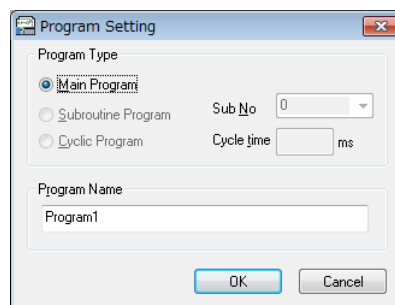 Program Setting
Program Type
Main Program
Subroutine Program
Sub No
0
Cyclic Program
Cycle time
ms
Program Name
Program1
OK
Cancel